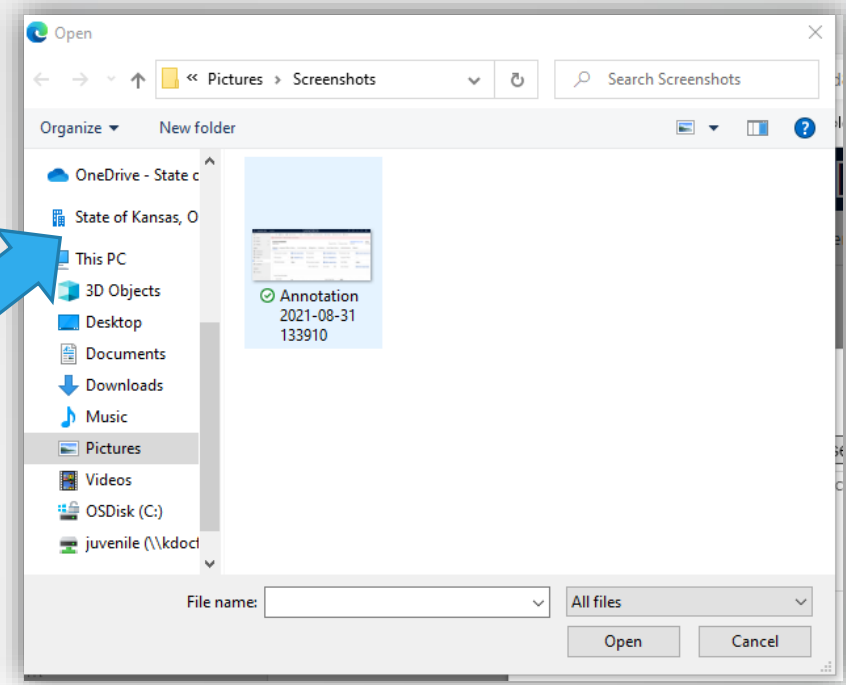 Open
« Pictures > Screenshots
Search Screenshots
Organize
New folder
OneDrive - State
State of Kansas, O
This PC
3D Objects
Desktop
Documents
Downloads
Music
Pictures
Videos
OSDisk (C:)
juvenile (\\kdocf
Annotation
2021-08-31
133910
File name:
All files
Open
Cancel